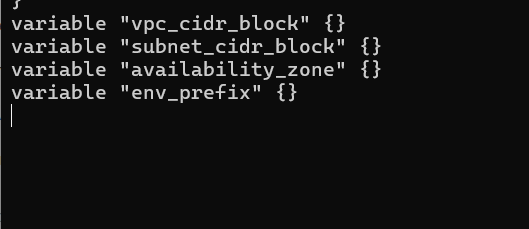 }
variable "vpc_cidr_block" {}
variable "subnet_cidr_block" {}
variable "availability_zone" {}
variable "env_prefix" {}